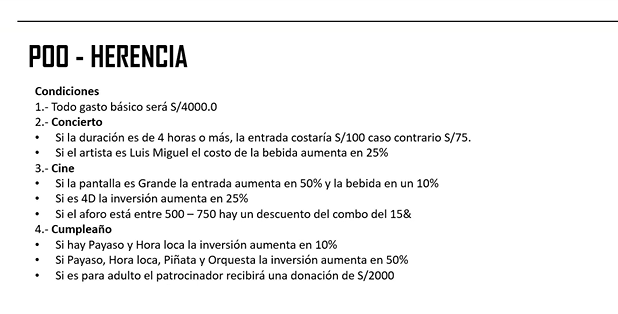 POO - HERENCIA
Condiciones
1.- Todo gasto básico será S/4000.0
2.- Concierto
• Si la duración es de 4 horas o más, la entrada costaría S/100 caso contrario S/75.
• Si el artista es Luis Miguel el costo de la bebida aumenta en 25%
3.- Cine
• Si la pantalla es Grande la entrada aumenta en 50% y la bebida en un 10%
• Si es 4D la inversión aumenta en 25%
• Si el aforo está entre 500 – 750 hay un descuento del combo del 15&
4.- Cumpleaño
• Si hay Payaso y Hora loca la inversión aumenta en 10%
• Si Payaso, Hora loca, Piñata y Orquesta la inversión aumenta en 50%
• Si es para adulto el patrocinador recibirá una donación de S/2000